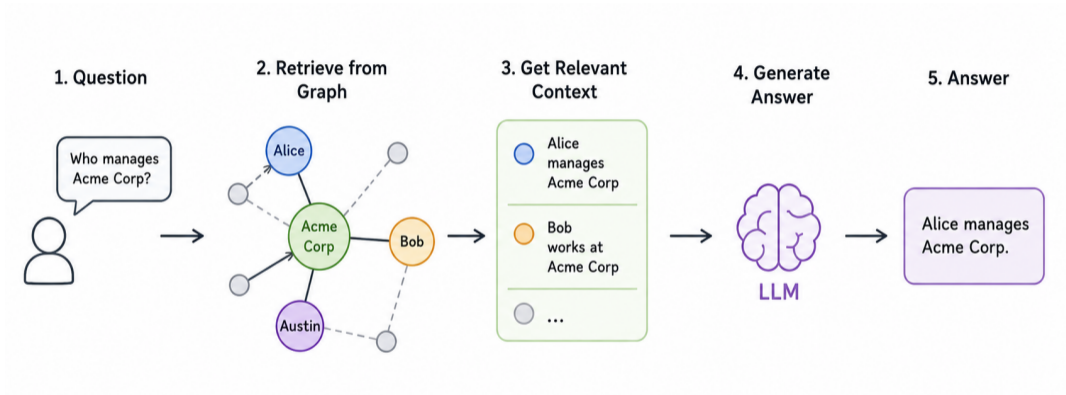 1. Question
2. Retrieve from
Graph
3. Get Relevant
Context
4. Generate
Answer
5. Answer
Who manages
Acme Corp?
Alice
Acme
Corp
Bob
Austin
Alice
manages
Acme Corp
Bob
works at
Acme Corp
...
LLM
Alice manages
Acme Corp.